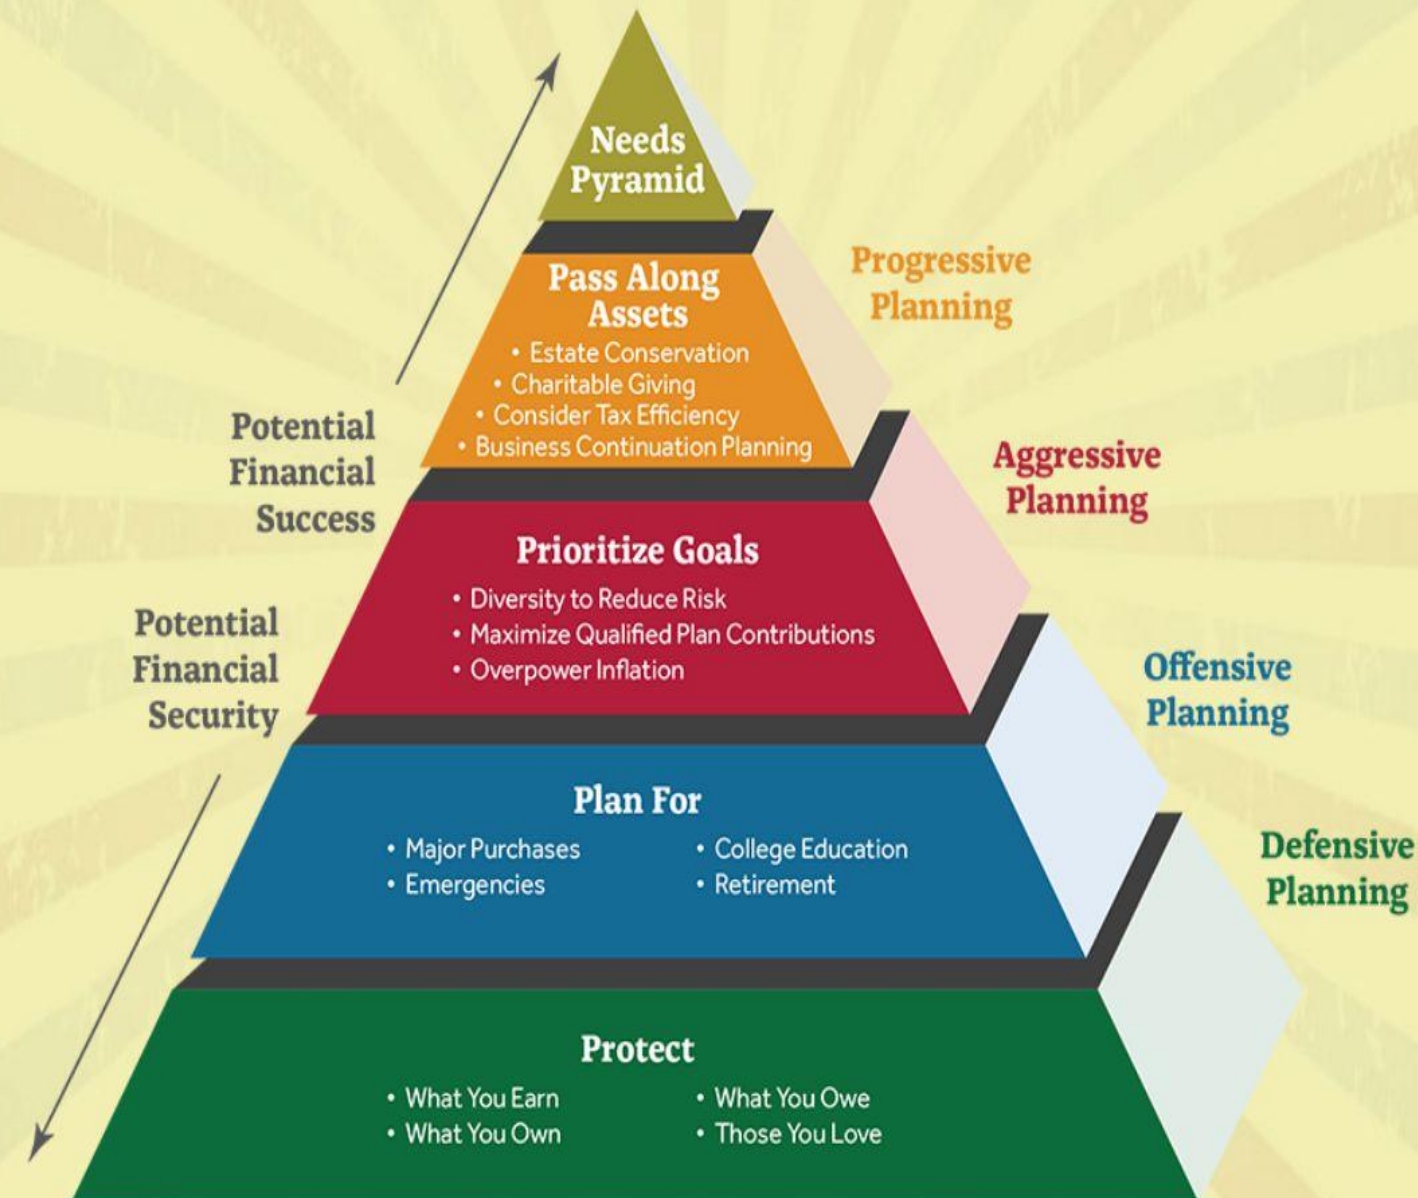 Needs
Pyramid
Progressive
Planning
Pass Along
Assets
• Estate Conservation
• Charitable Giving
• Consider Tax Efficiency
• Business Continuation Planning
Potential
Financial
Success
Aggressive
Planning
Prioritize Goals
• Diversity to Reduce Risk
• Maximize Qualified Plan Contributions
• Overpower Inflation
Potential
Financial
Security
Offensive
Planning
Plan For
• Major Purchases
• Emergencies
• College Education
• Retirement
Defensive
Planning
Protect
• What You Earn
• What You Own
• What You Owe
• Those You Love